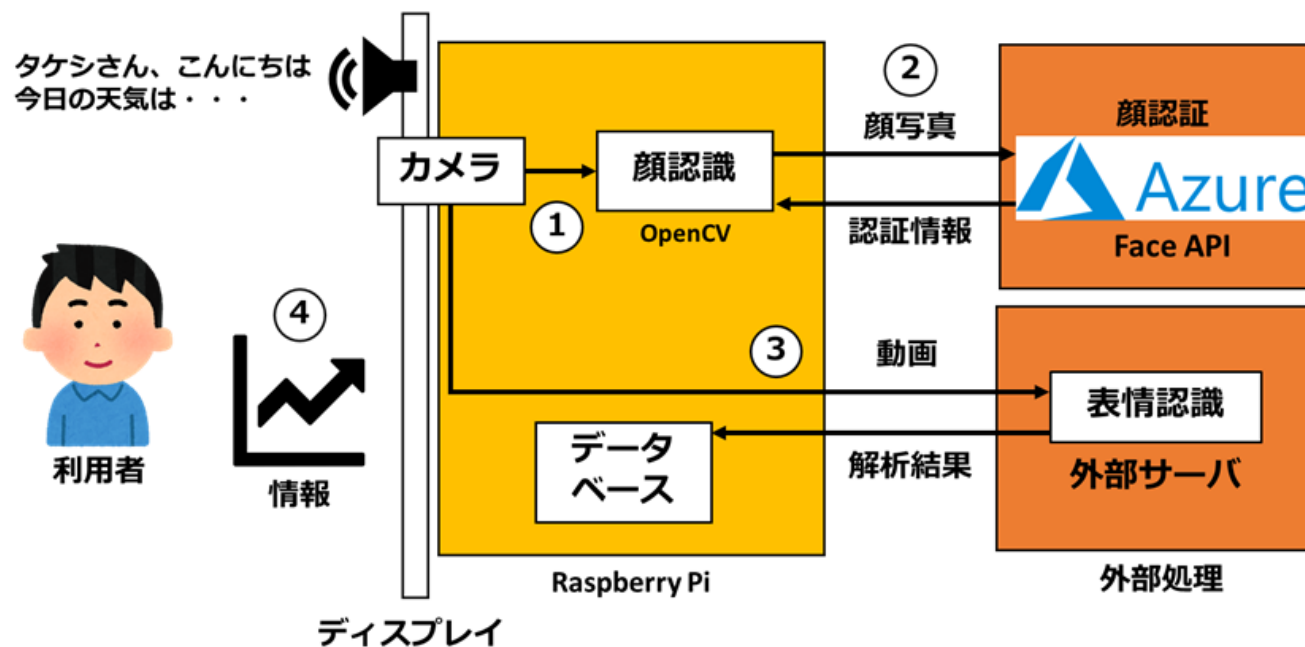 タケシさん、こんにちは
今日の天気は・・・
カメラ
①
顔認識
OpenCV
②
顔写真
認証情報
顔認証
Azure
Face API
利用者
④
情報
③
動画
解析結果
表情認識
外部サーバ
外部処理
データ
ベース
Raspberry Pi
ディスプレイ